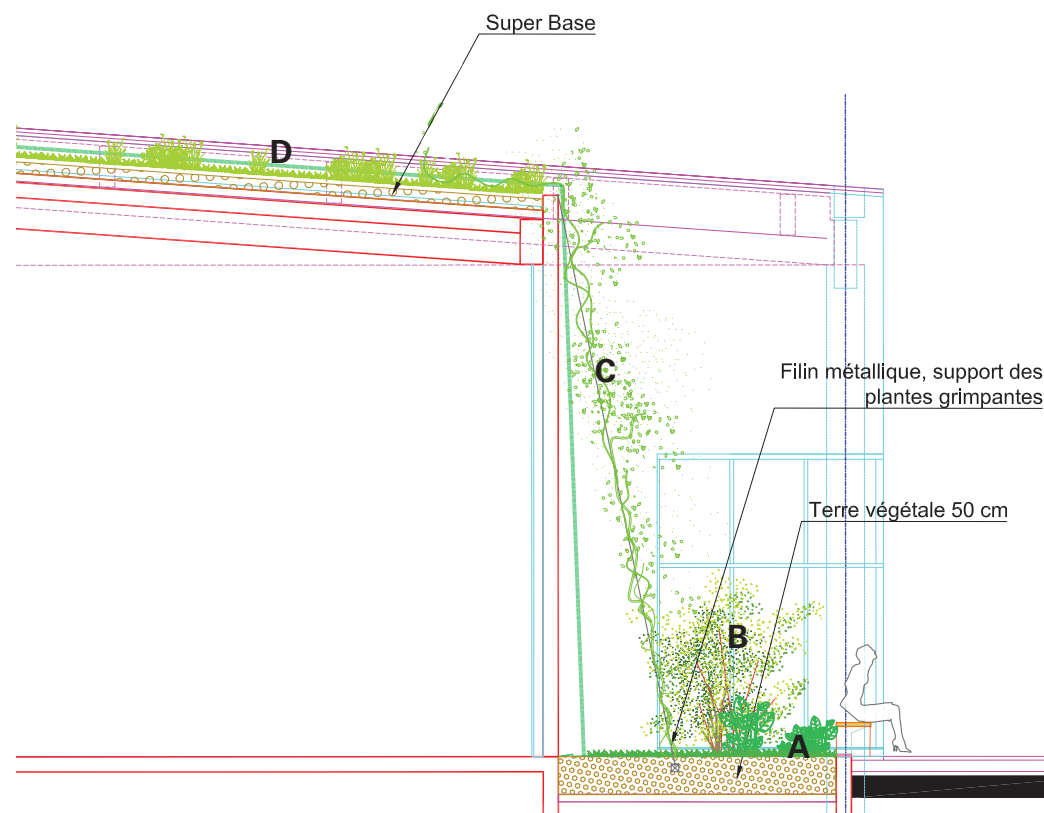 Super Base
D
C
Filin métallique, support des
plantes grimpantes
Terre végétale 50 cm
B
A